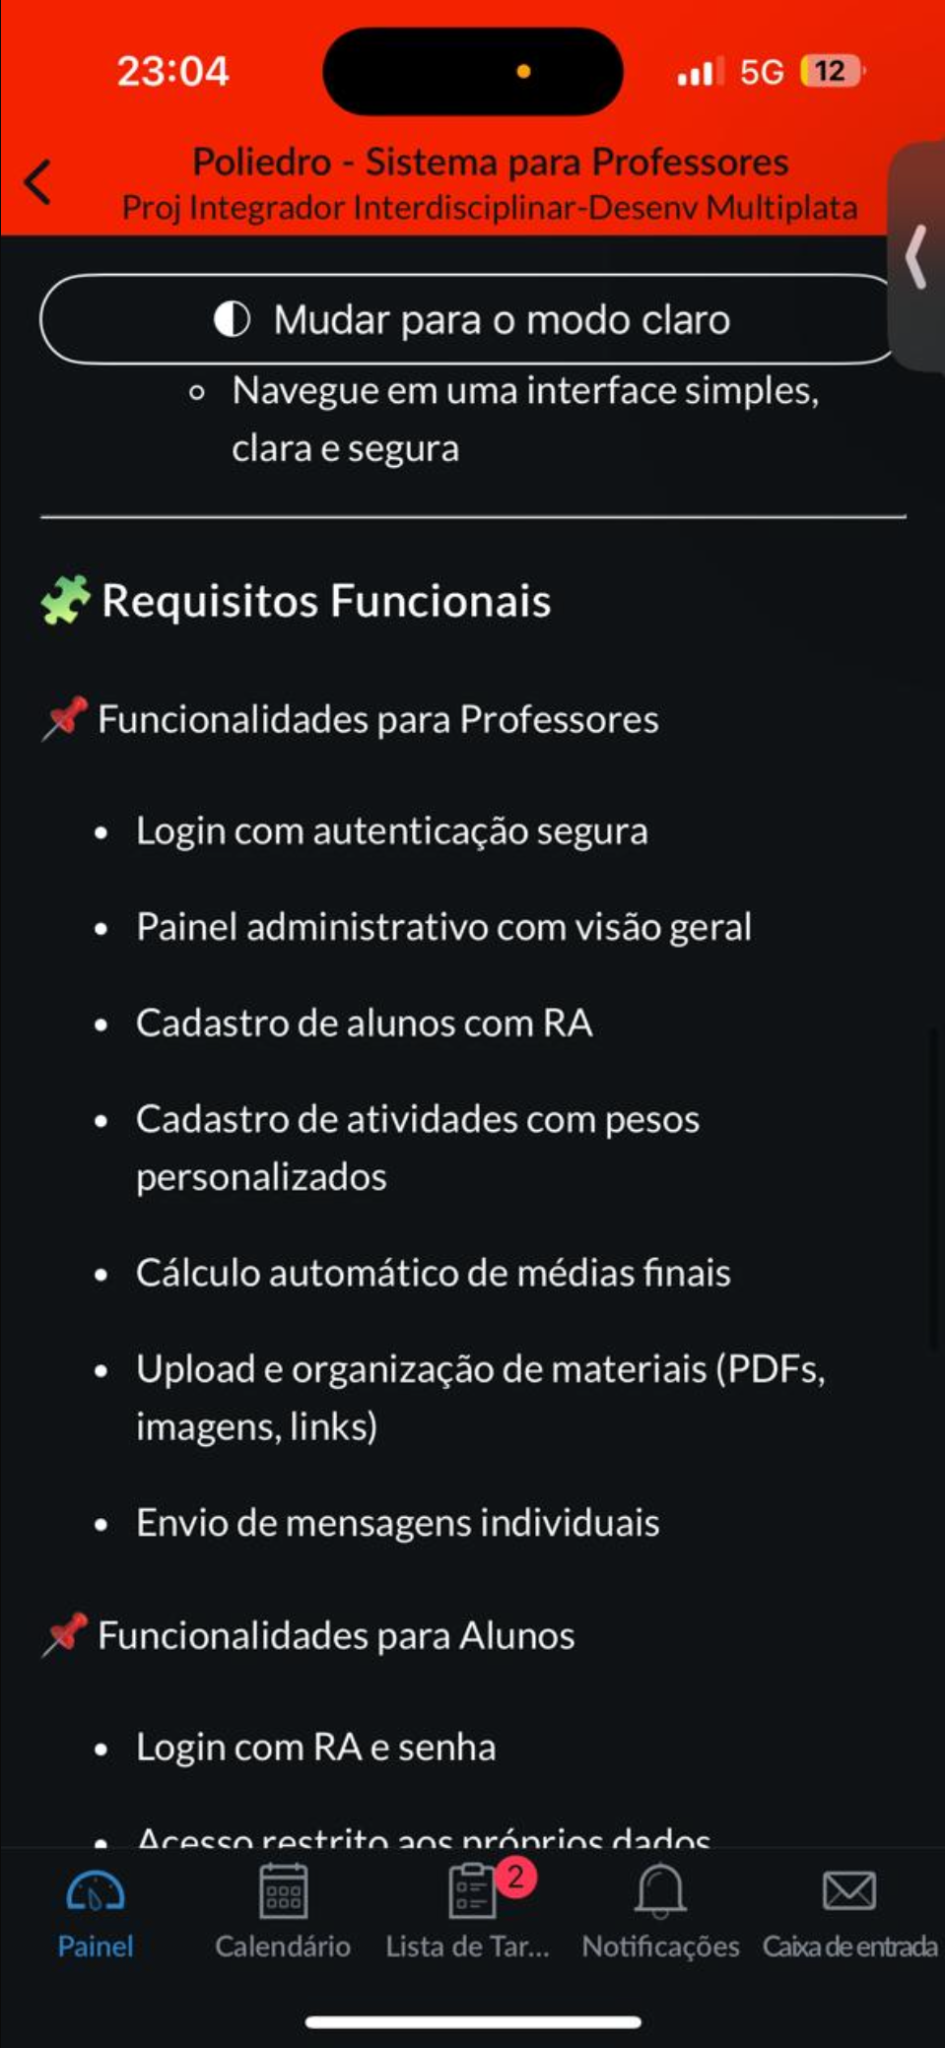 23:04
5G
12
Poliedro - Sistema para Professores
Proj Integrador Interdisciplinar-Desenv Multiplata
Mudar para o modo claro
Navegue em uma interface simples,
clara e segura
Requisitos Funcionais
Funcionalidades para Professores
Login com autenticação segura
Painel administrativo com visão geral
Cadastro de alunos com RA
Cadastro de atividades com pesos
personalizados
Cálculo automático de médias finais
Upload e organização de materiais (PDFs,
imagens, links)
Envio de mensagens individuais
Funcionalidades para Alunos
Login com RA e senha
Acesso restrito aos próprios dados
2
Painel
Calendário
Lista de Tar...
Notificações
Caixa de entrada